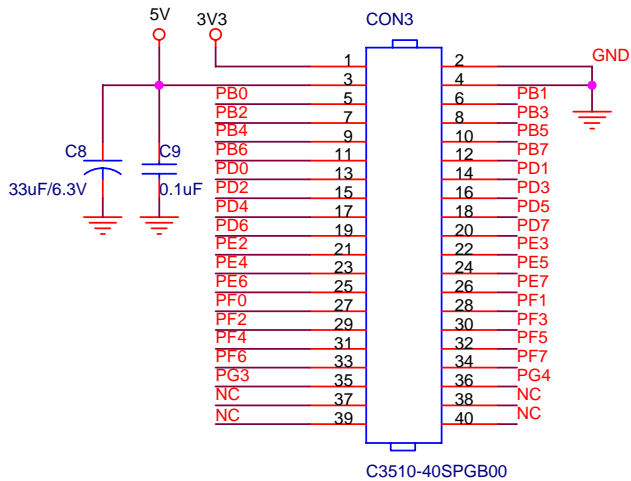 5V 3V3 CON3
1 2 GND
3 4
PB0 5 6 PB1
PB2 7 8 PB3
PB4 9 10 PB5
PB6 11 12 PB7
PD0 13 14 PD1
PD2 15 16 PD3
PD4 17 18 PD5
PD6 19 20 PD7
PE2 21 22 PE3
PE4 23 24 PE5
PE6 25 26 PE7
PF0 27 28 PF1
PF2 29 30 PF3
PF4 31 32 PF5
PF6 33 34 PF7
PG3 35 36 PG4
NC 37 38 NC
NC 39 40 NC
C8 C9
33uF/6.3V 0.1uF
C3510-40SPGB00